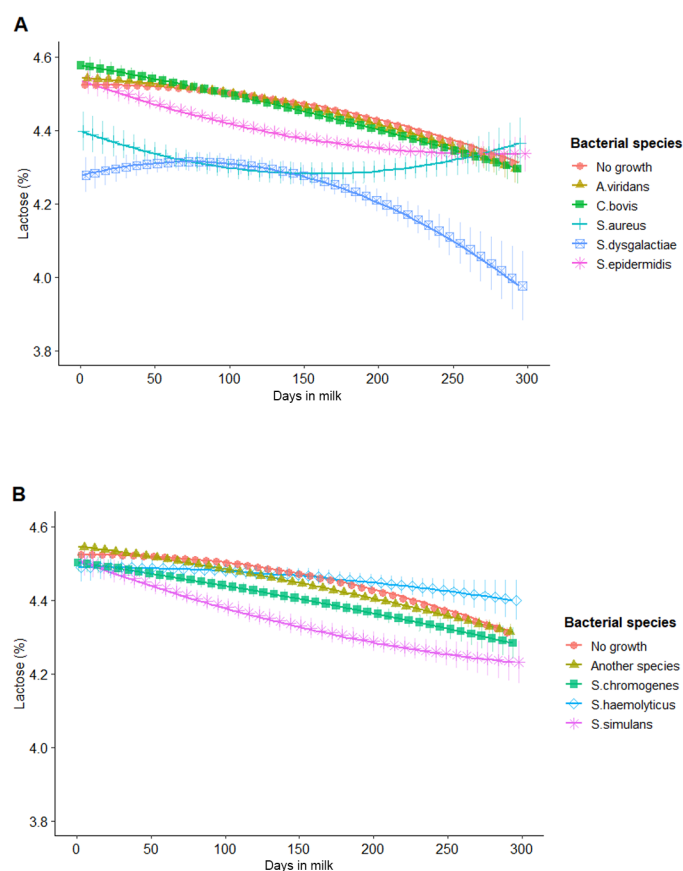 A
4.6
4.4
4.2
4.0
3.8
Lactose (%)
0 50 100 150 200 250 300
Days in milk
Bacterial species
No growth
A.viridans
C.bovis
S.aureus
S.dysgalactiae
S.epidermidis
B
4.6
4.4
4.2
4.0
3.8
Lactose (%)
0 50 100 150 200 250 300
Days in milk
Bacterial species
No growth
Another species
S.chromogenes
S.haemolyticus
S.simulans